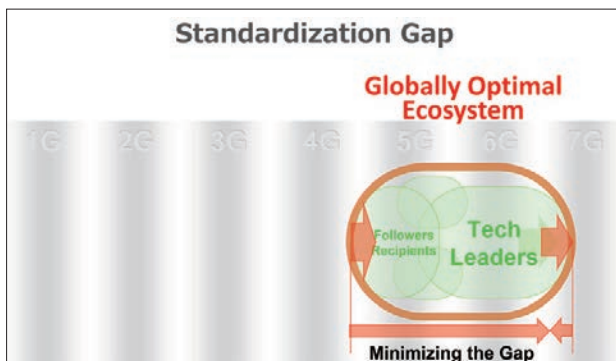 Standardization Gap
Globally Optimal
Ecosystem
1G 2G 3G 4G 5G 6G 7G
Followers
Recipients
Tech
Leaders
Minimizing the Gap